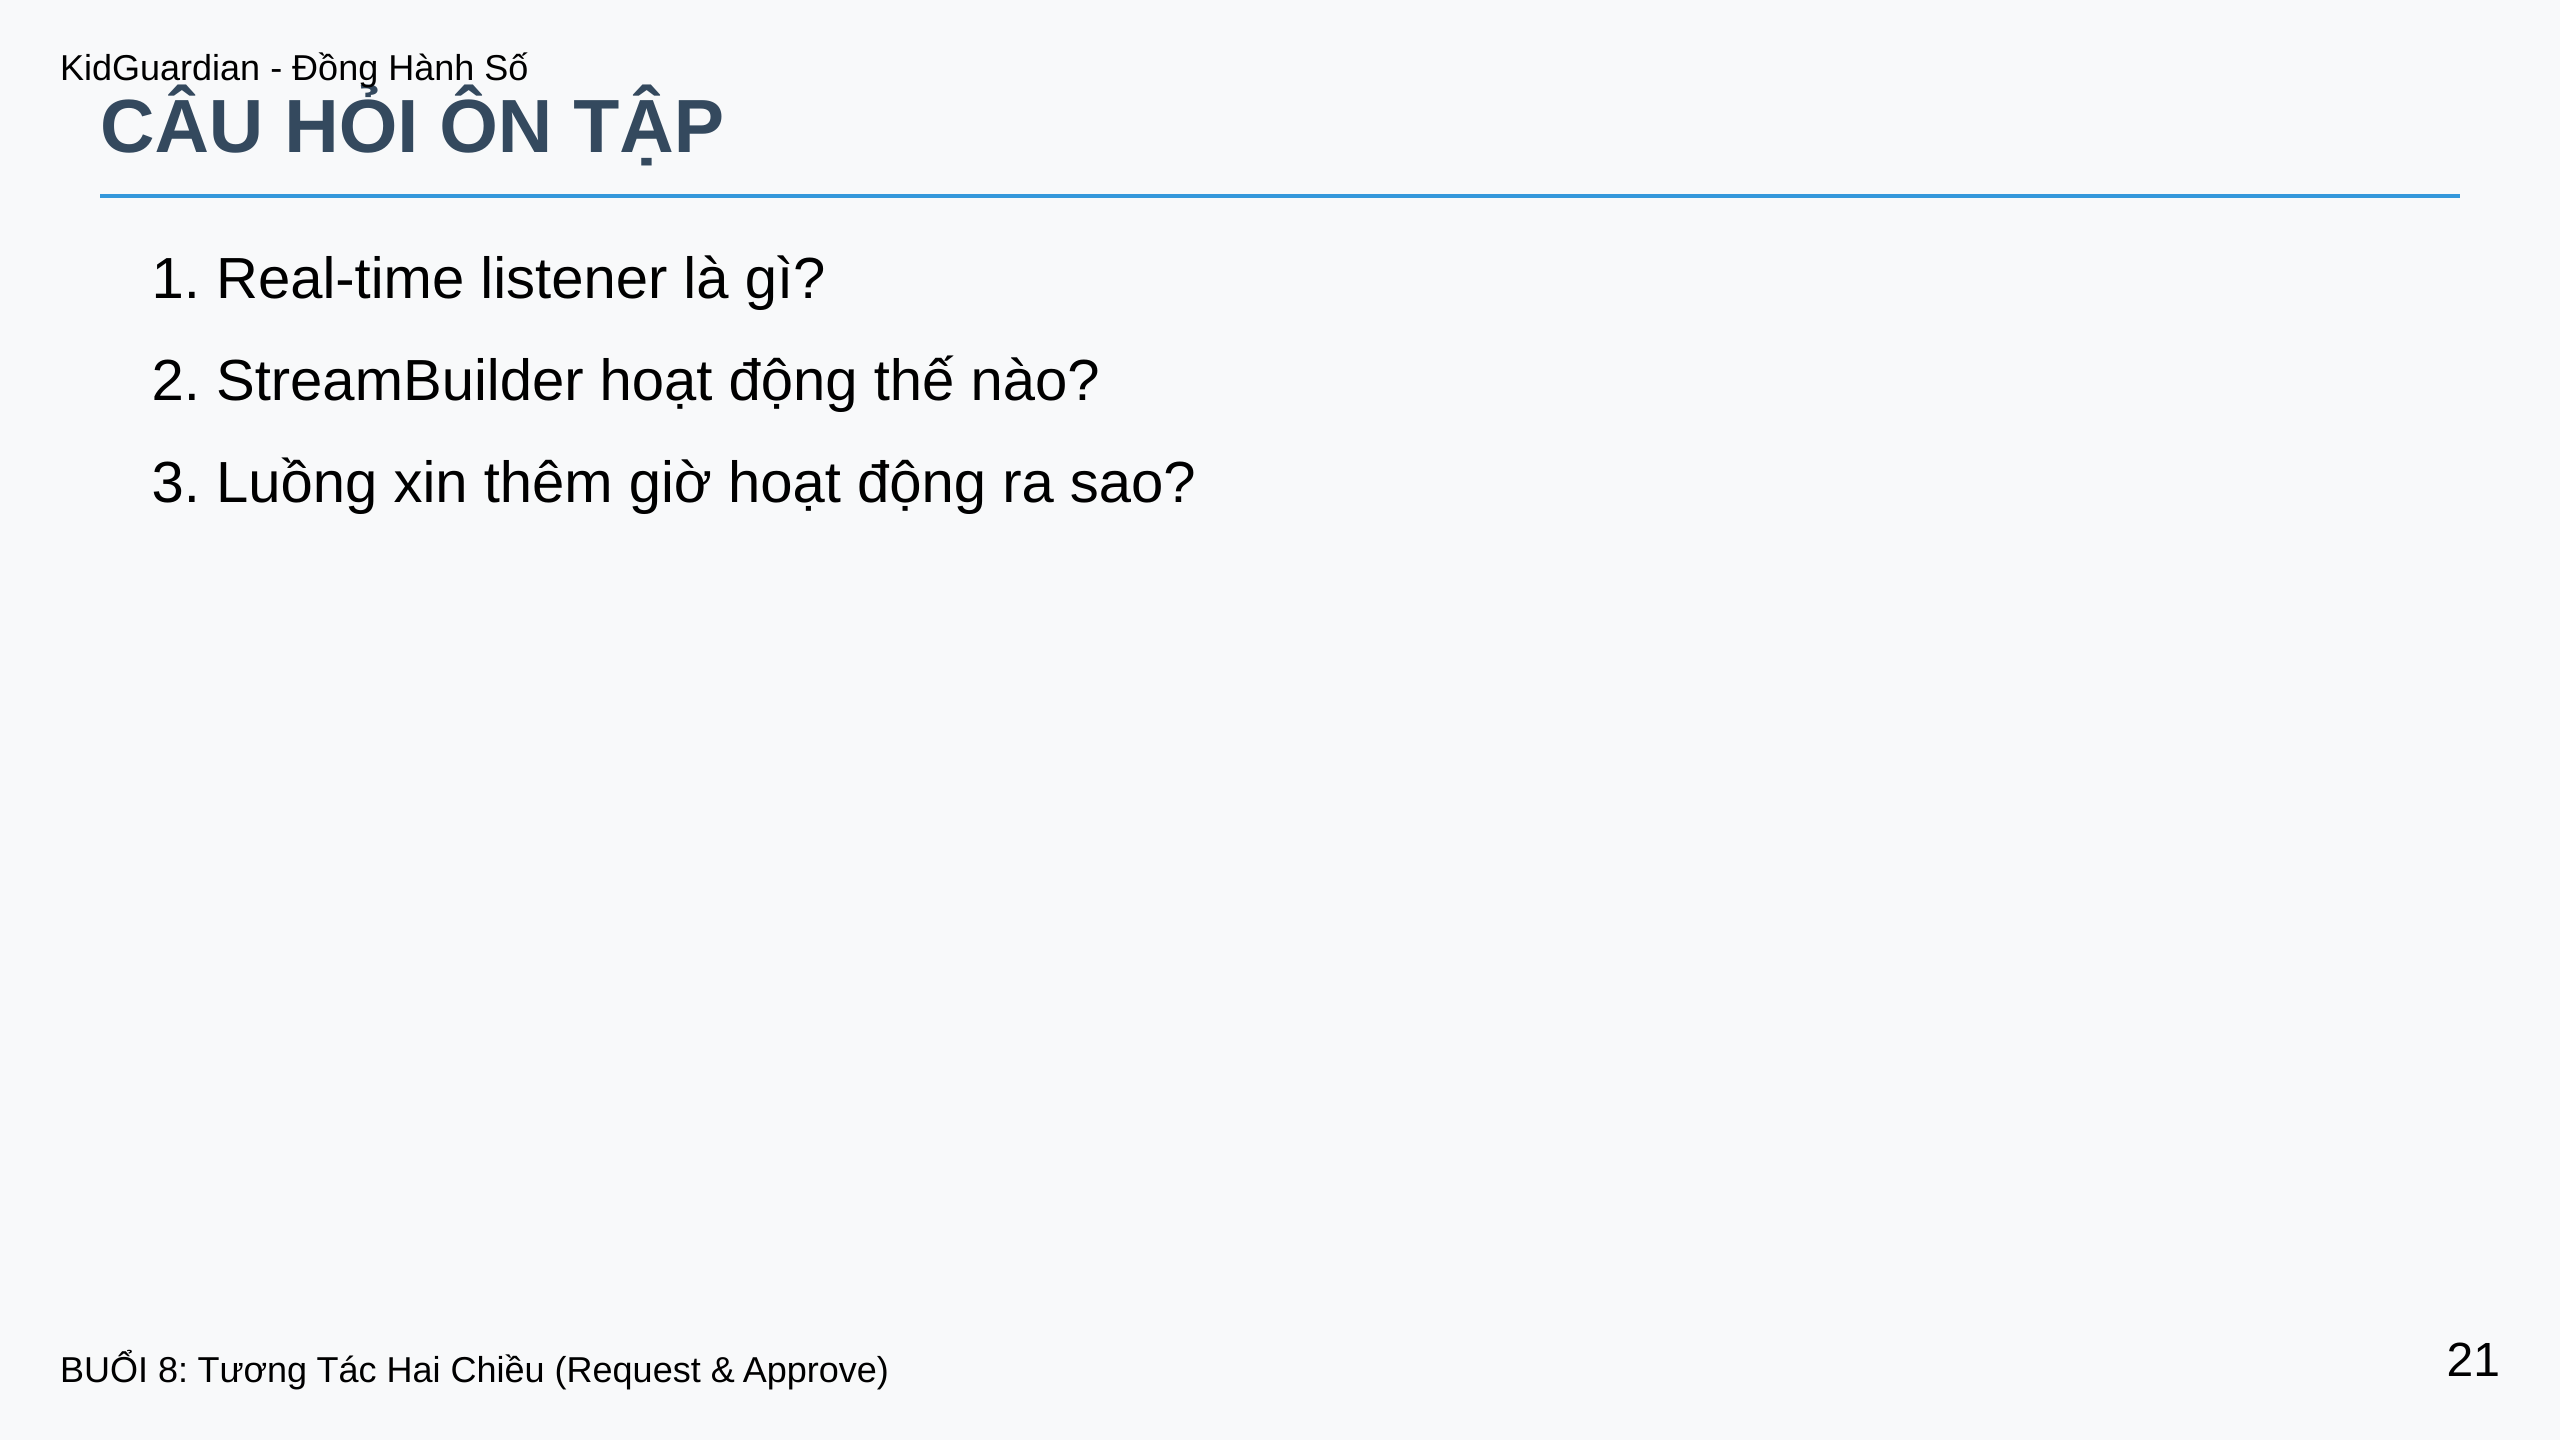 KidGuardian - Đồng Hành Số
CÂU HỎI ÔN TẬP
1. Real-time listener là gì?
2. StreamBuilder hoạt động thế nào?
3. Luồng xin thêm giờ hoạt động ra sao?
BUỔI 8: Tương Tác Hai Chiều (Request & Approve)
21